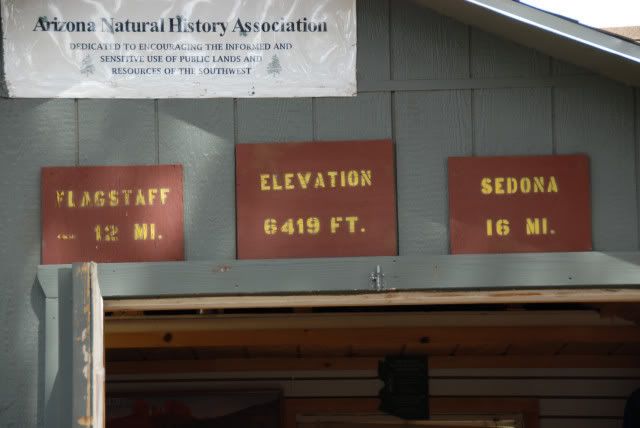 Arizona Natural History Association
DEDICATED TO ENCOURAGING THE INFORMED AND
SENSITIVE USE OF PUBLIC LANDS AND
RESOURCES OF THE SOUTHWEST
FLAGSTAFF
12 MI.
ELEVATION
6419 FT.
SEDONA
16 MI.